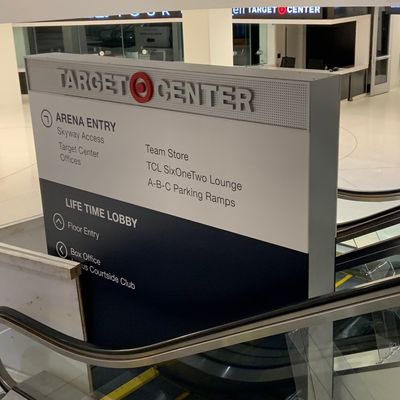 TARGET CENTER
TARGET CENTER
ARENA ENTRY
Skyway Access
Target Center
Offices
Team Store
TCL SixOneTwo Lounge
A-B-C Parking Ramps
LIFE TIME LOBBY
Floor Entry
Box Office
Courtside Club